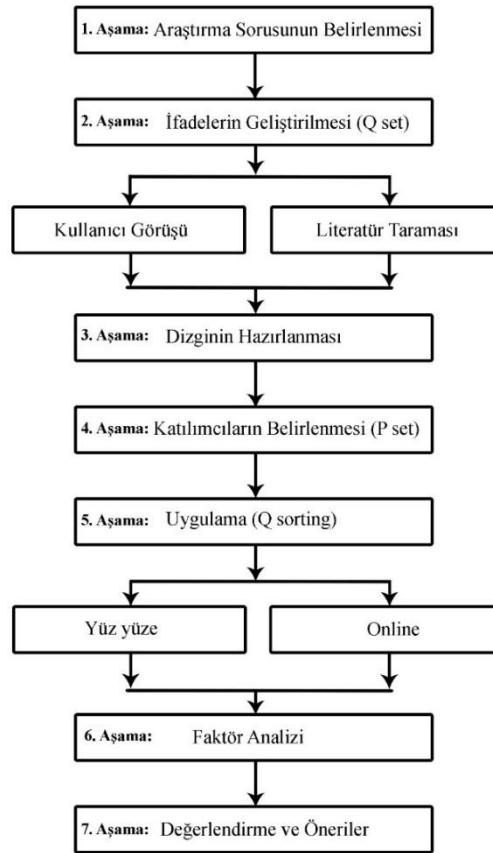 1. Aşama: Araştırma Sorusunun Belirlenmesi
2. Aşama: İfadelerin Geliştirilmesi (Q set)
Kullanıcı Görüşü
Literatür Taraması
3. Aşama: Dizginin Hazırlanması
4. Aşama: Katılımcıların Belirlenmesi (P set)
5. Aşama: Uygulama (Q sorting)
Yüz yüze
Online
6. Aşama: Faktör Analizi
7. Aşama: Değerlendirme ve Öneriler